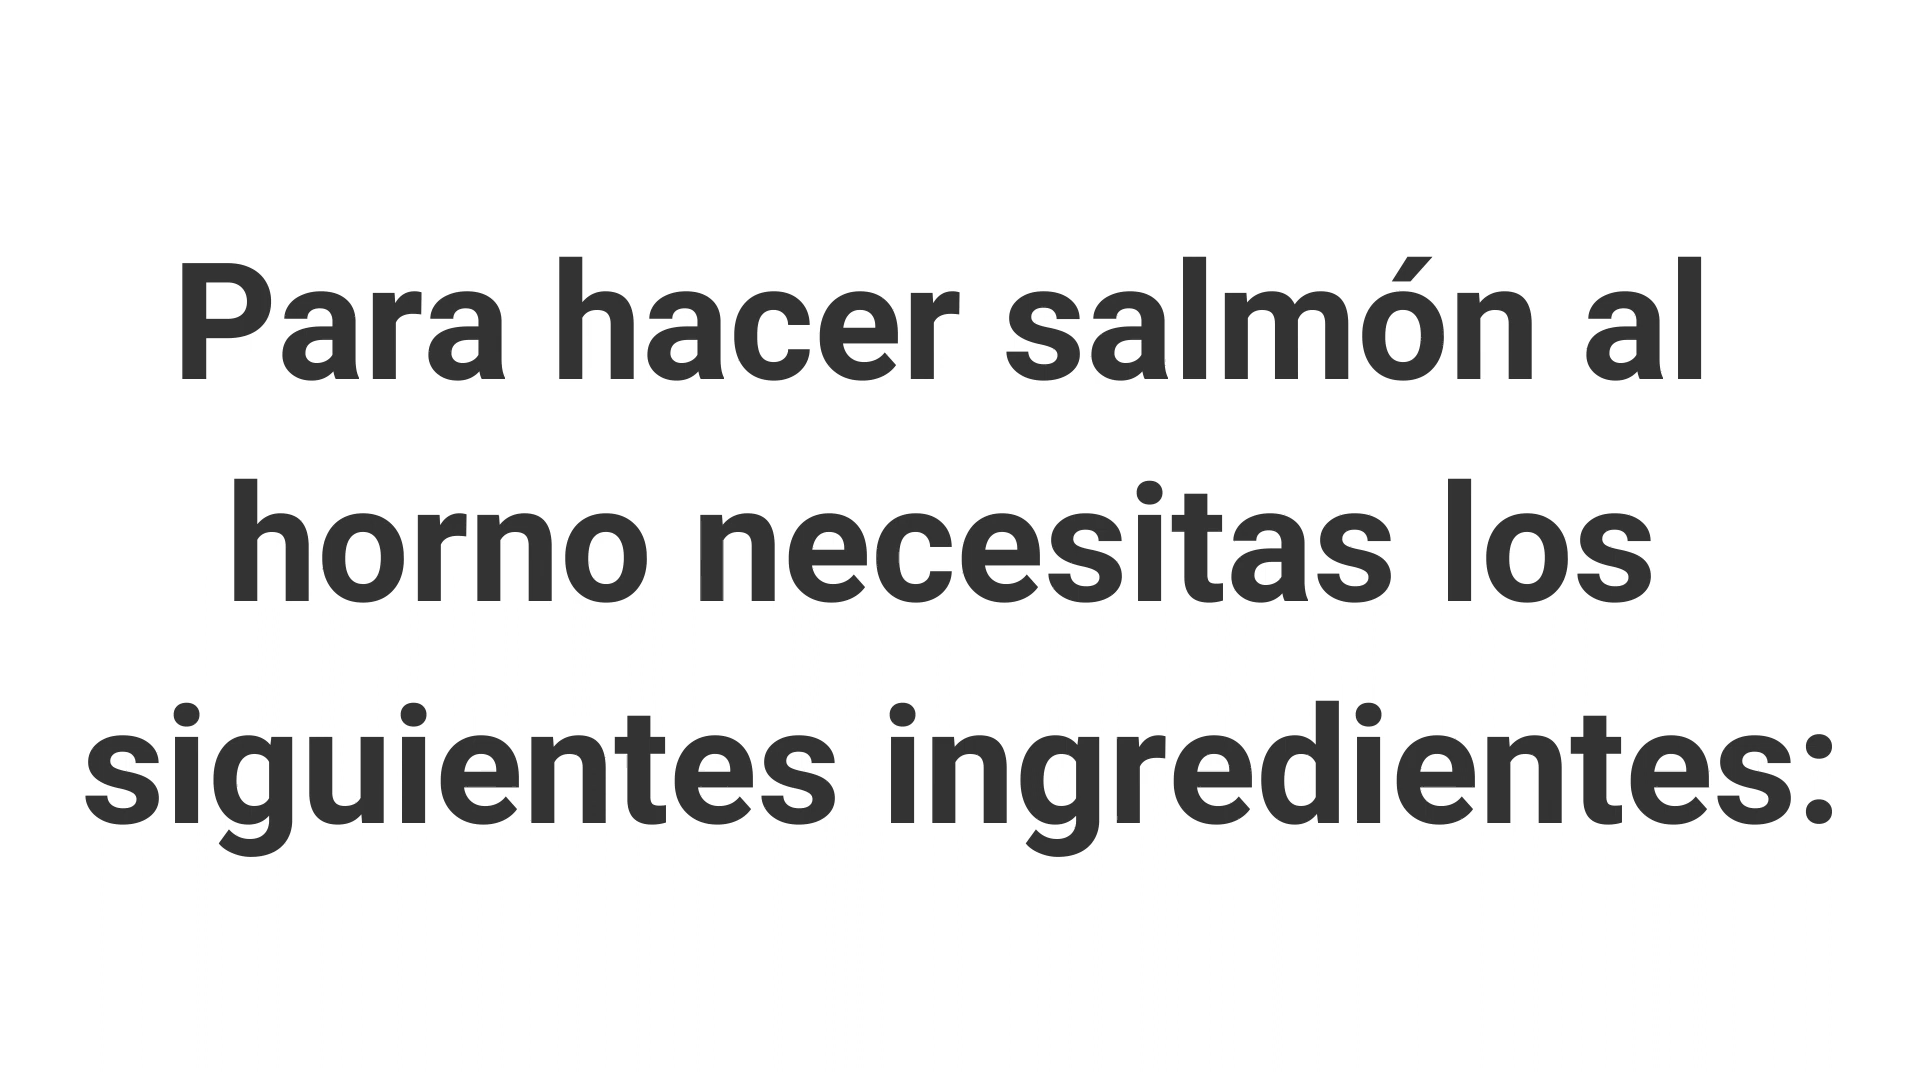 Para hacer salmón al
horno necesitas los
siguientes ingredientes: